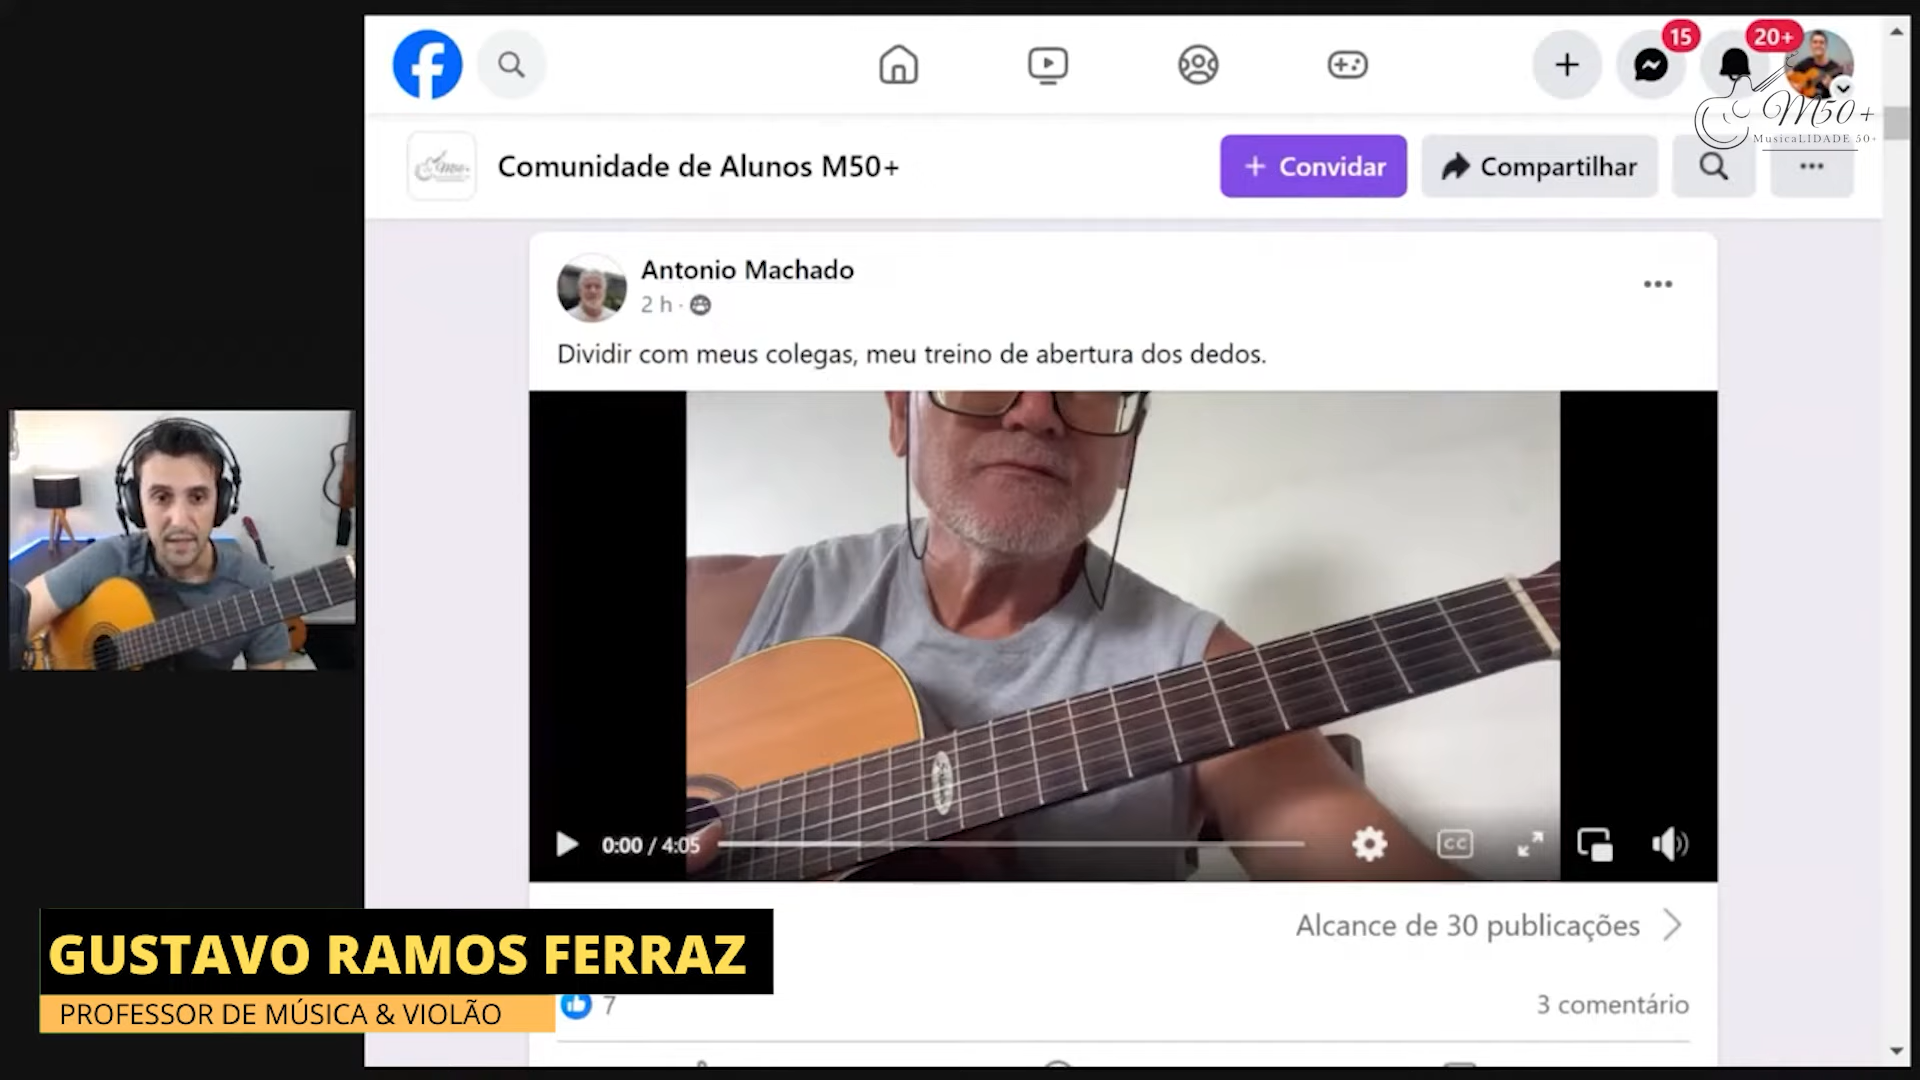 15
20+
M50+
MusicaLIDADE 50+
Comunidade de Alunos M50+
+ Convidar
Compartilhar
Antonio Machado
2 h ·
Dividir com meus colegas, meu treino de abertura dos dedos.
0:00 / 4:05
CC
Alcance de 30 publicações
7
3 comentário
GUSTAVO RAMOS FERRAZ
PROFESSOR DE MÚSICA & VIOLÃO